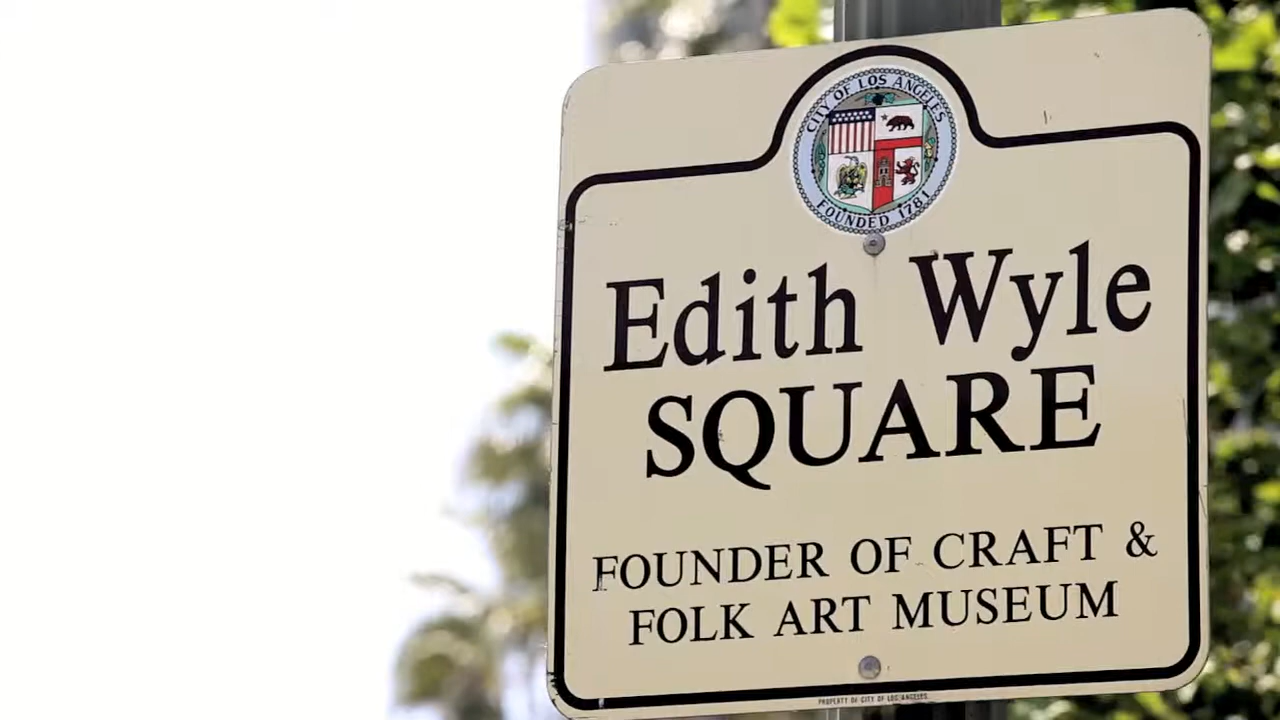 CITY OF LOS ANGELES
FOUNDED 1781
Edith Wyle
SQUARE
FOUNDER OF CRAFT &
FOLK ART MUSEUM
PROPERTY OF CITY OF LOS ANGELES